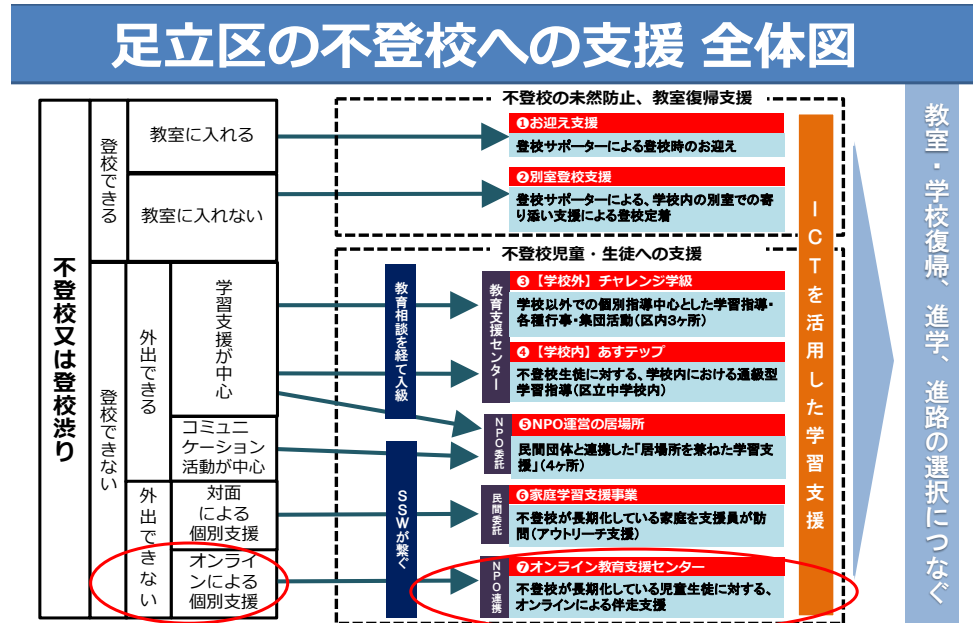 足立区の不登校への支援 全体図
不登校又は登校渋り
登校できる
教室に入れる
教室に入れない
登校できない
外出できる
学習支援が
中心
コミュニ
ケーション
活動が中心
外出できない
対面
による
個別支援
オンライ
ンによる
個別支援
不登校の未然防止、教室復帰支援
❶お迎え支援
登校サポーターによる登校時のお迎え
❷別室登校支援
登校サポーターによる、学校内の別室での寄
り添い支援による登校定着
不登校児童・生徒への支援
教育相談を経て入級
SSWが繋ぐ
教育支援センター
❸【学校外】チャレンジ学級
学校以外での個別指導中心とした学習指導・
各種行事・集団活動(区内3ヶ所)
❹【学校内】あすテップ
不登校生徒に対する、学校内における通級型
学習指導(区立中学校内)
NPO委託
❺NPO運営の居場所
民間団体と連携した「居場所を兼ねた学習支
援」(4ヶ所)
民間委託
❻家庭学習支援事業
不登校が長期化している家庭を支援員が訪
問(アウトリーチ支援)
NPO連携
❼オンライン教育支援センター
不登校が長期化している児童生徒に対する、
オンラインによる伴走支援
ICTを活用した学習支援
教室・学校復帰、進学、進路の選択につなぐ